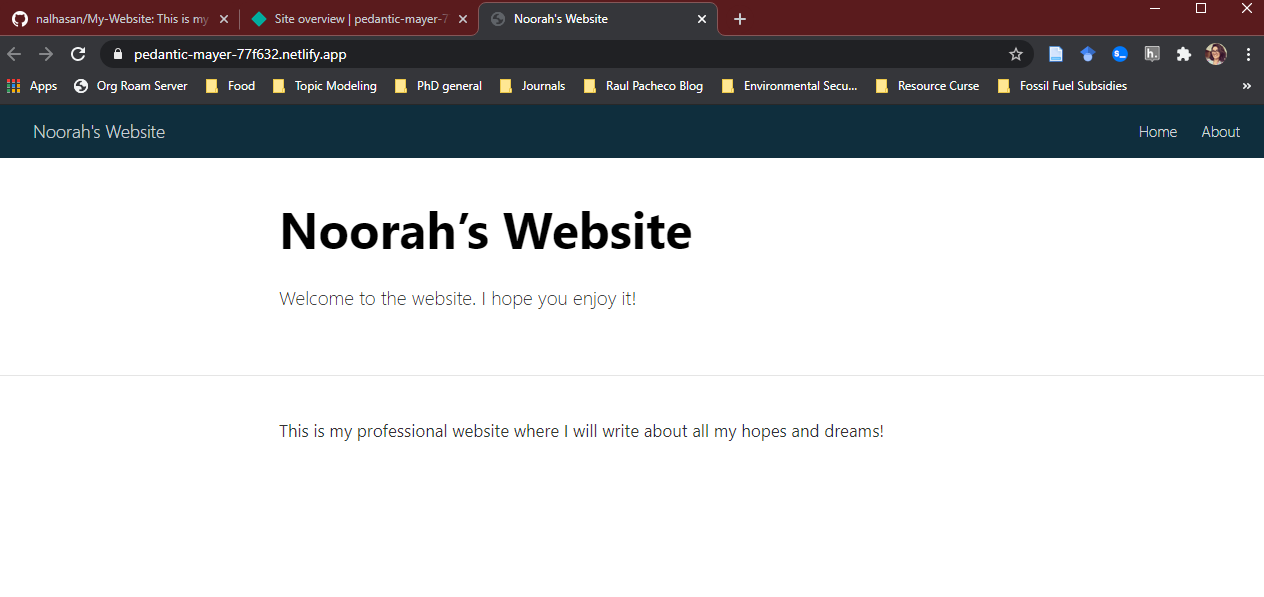 nalhasan/My-Website: This is my
Site overview | pedantic-mayer-7
Noorah's Website
pedantic-mayer-77f632.netlify.app
Apps Org Roam Server Food Topic Modeling PhD general Journals Raul Pacheco Blog Environmental Secu... Resource Curse Fossil Fuel Subsidies »
Noorah's Website Home About
Noorah’s Website
Welcome to the website. I hope you enjoy it!
This is my professional website where I will write about all my hopes and dreams!